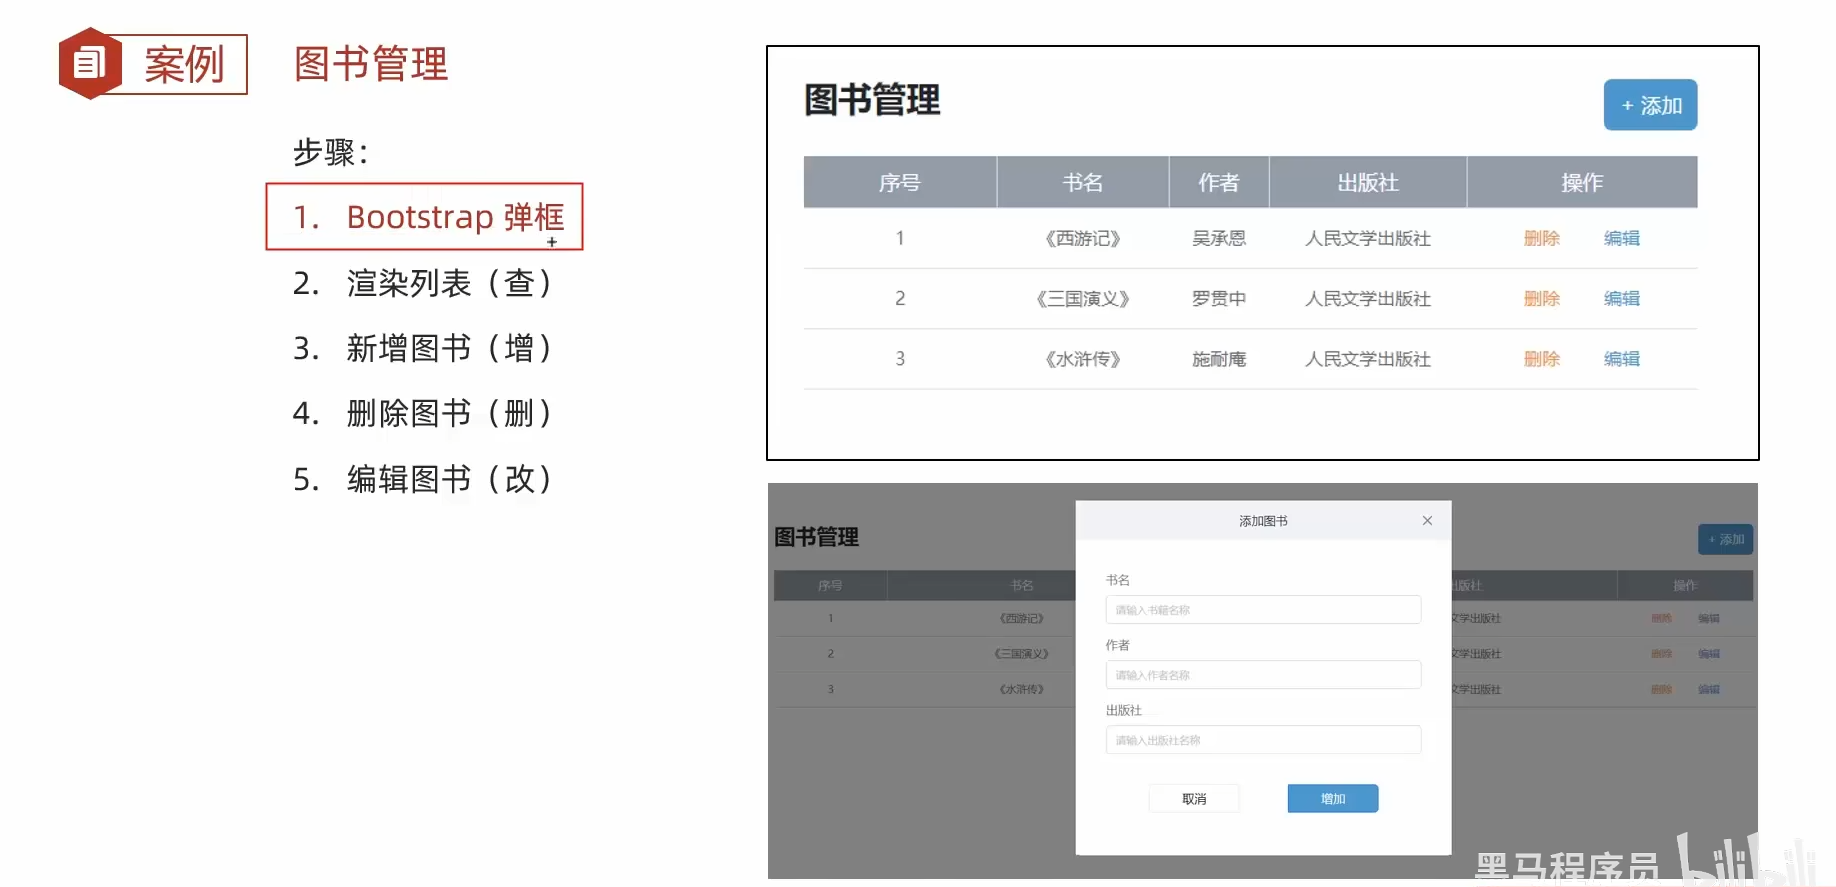 案例
图书管理
步骤：
1. Bootstrap 弹框
2. 渲染列表（查）
3. 新增图书（增）
4. 删除图书（删）
5. 编辑图书（改）
图书管理
+ 添加
序号 书名 作者 出版社 操作
1 《西游记》 吴承恩 人民文学出版社 删除 编辑
2 《三国演义》 罗贯中 人民文学出版社 删除 编辑
3 《水浒传》 施耐庵 人民文学出版社 删除 编辑
图书管理
+ 添加
序号 书名 出版社 操作
1 《西游记》 文学出版社 删除 编辑
2 《三国演义》 文学出版社 删除 编辑
3 《水浒传》 文学出版社 删除 编辑
添加图书
书名
请输入书籍名称
作者
请输入作者名称
出版社
请输入出版社名称
取消 增加
黑马程序员 bilibili